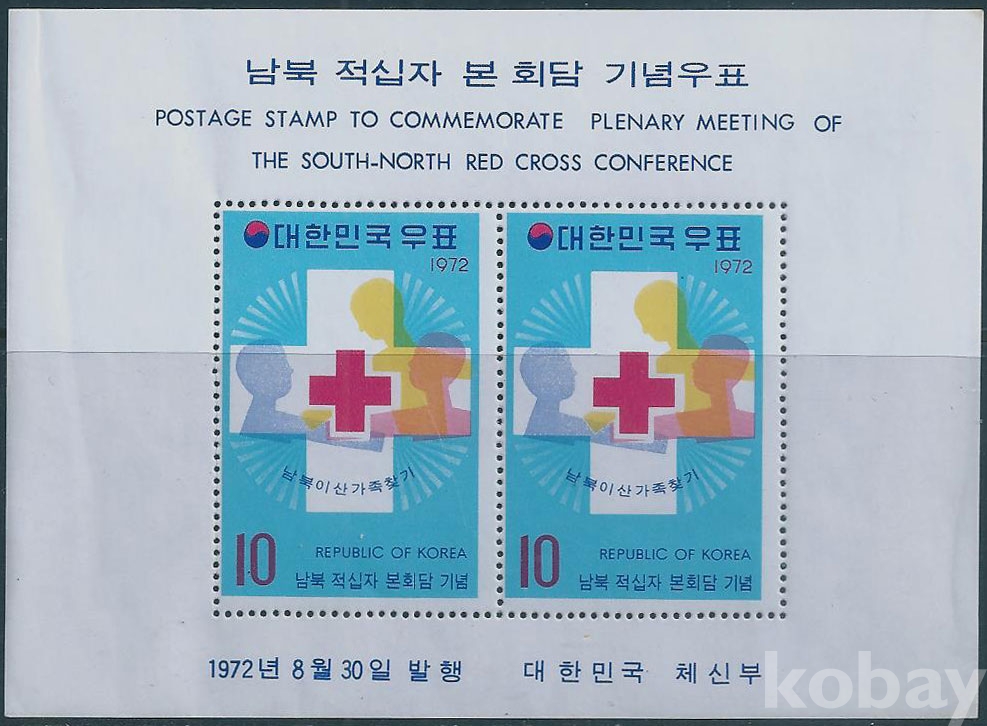 남북 적십자 본 회담 기념우표
POSTAGE STAMP TO COMMEMORATE PLENARY MEETING OF
THE SOUTH-NORTH RED CROSS CONFERENCE
대한민국우표
1972
남북이산가족찾기
10
REPUBLIC OF KOREA
남북 적십자 본회담 기념
대한민국우표
1972
남북이산가족찾기
10
REPUBLIC OF KOREA
남북 적십자 본회담 기념
1972년 8월 30일 발행 대한민국 체신부
kobay